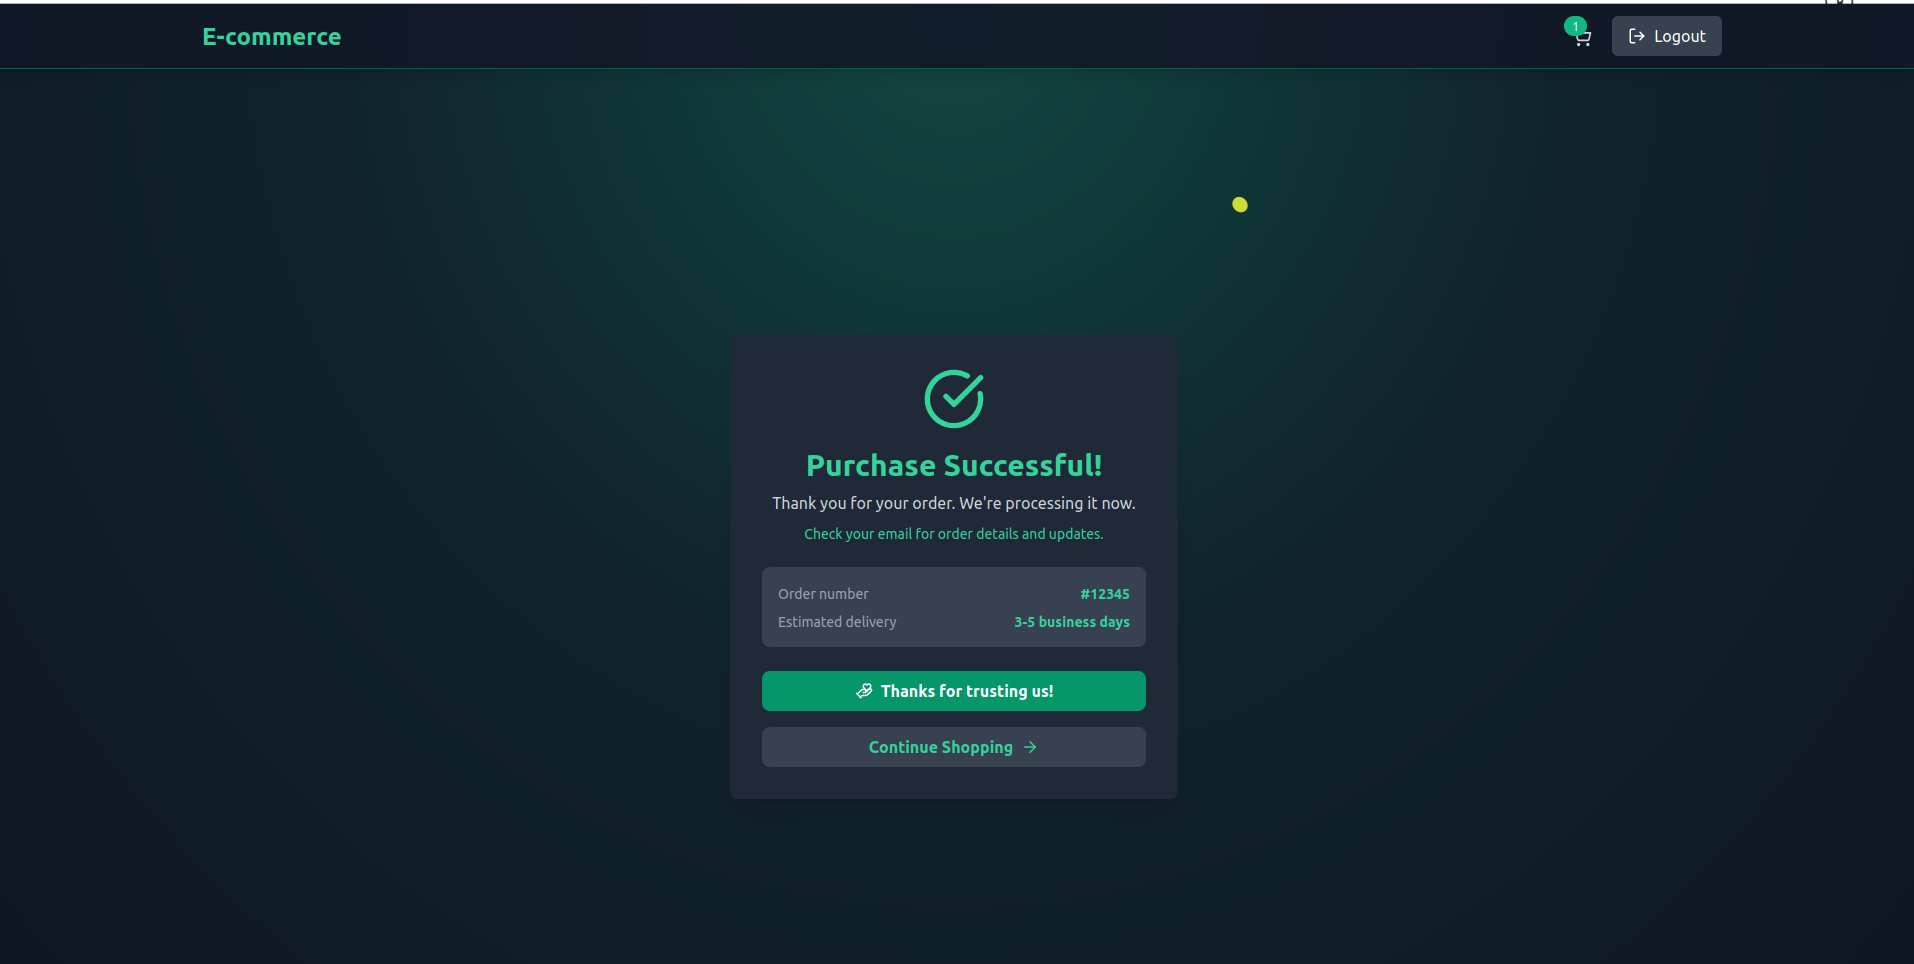 E-commerce
1
Logout
Purchase Successful!
Thank you for your order. We're processing it now.
Check your email for order details and updates.
Order number #12345
Estimated delivery 3-5 business days
Thanks for trusting us!
Continue Shopping →